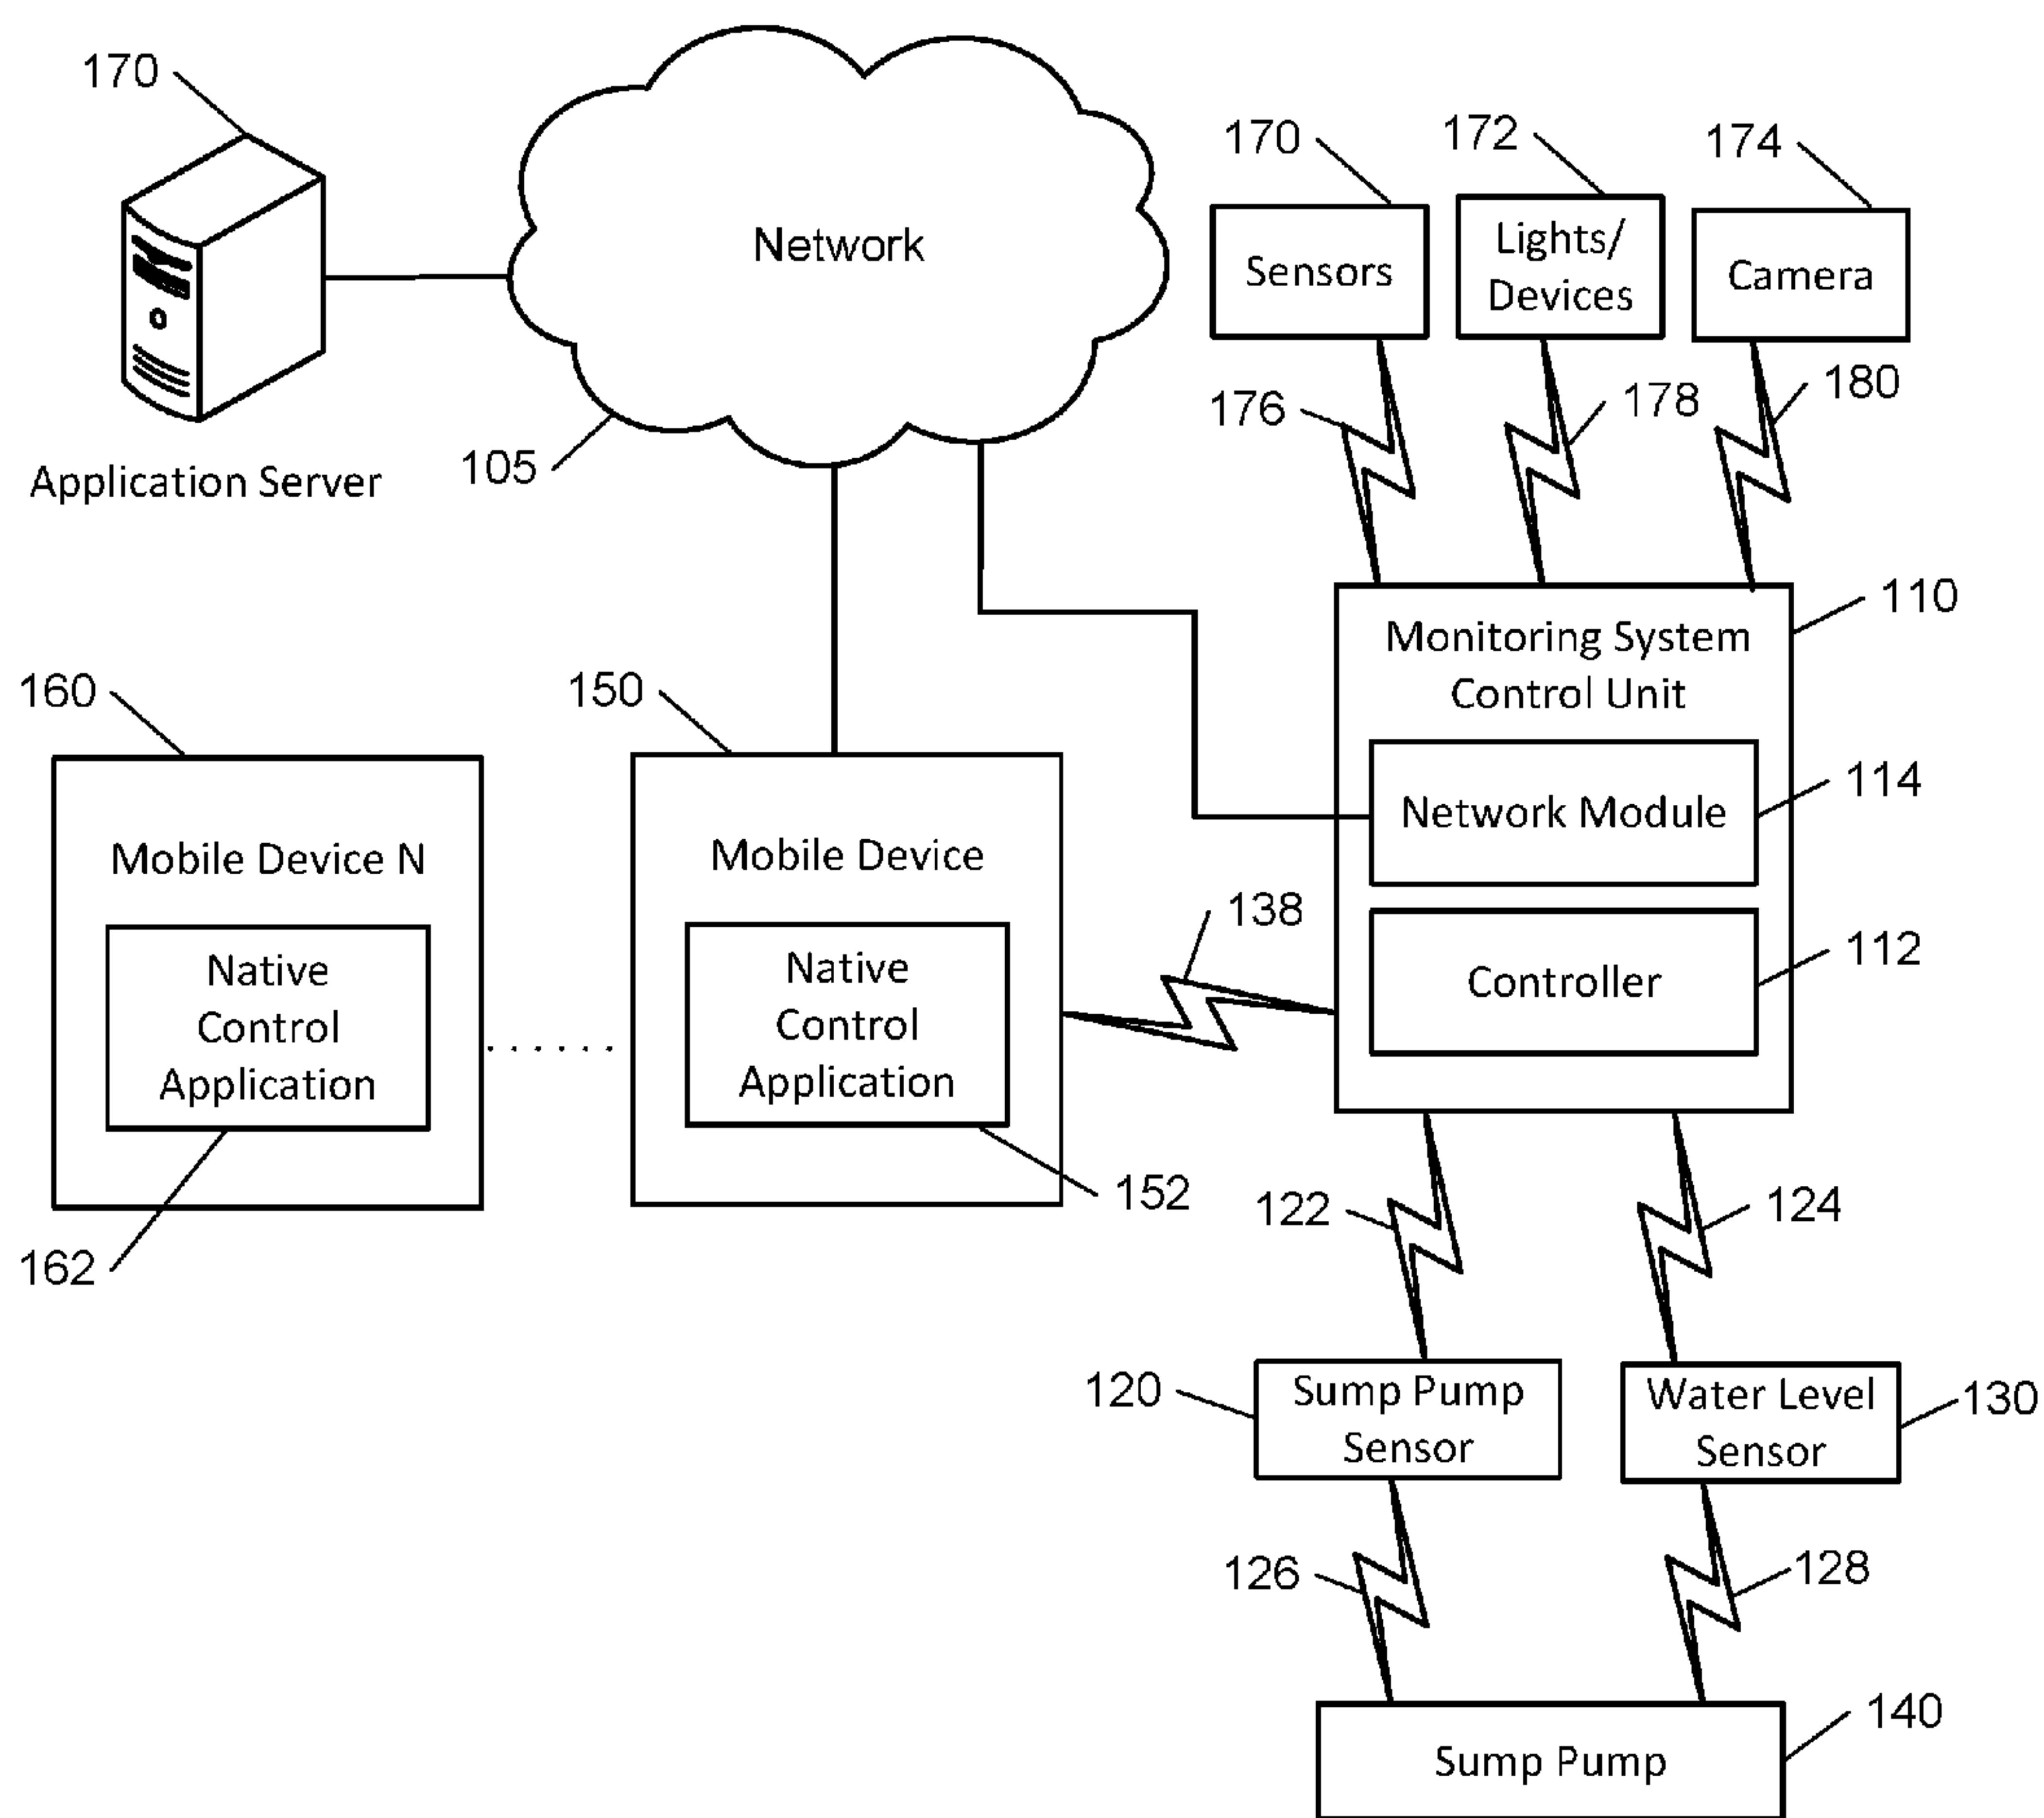 170
Network
170
172
174
Sensors
Lights/
Devices
Camera
176
178
180
105
Application Server
110
Monitoring System
Control Unit
160
150
114
Network Module
Mobile Device N
Mobile Device
138
112
Controller
Native
Control
Application
Native
Control
Application
162
152
122
124
120
Sump Pump
Sensor
Water Level
Sensor
130
126
128
140
Sump Pump